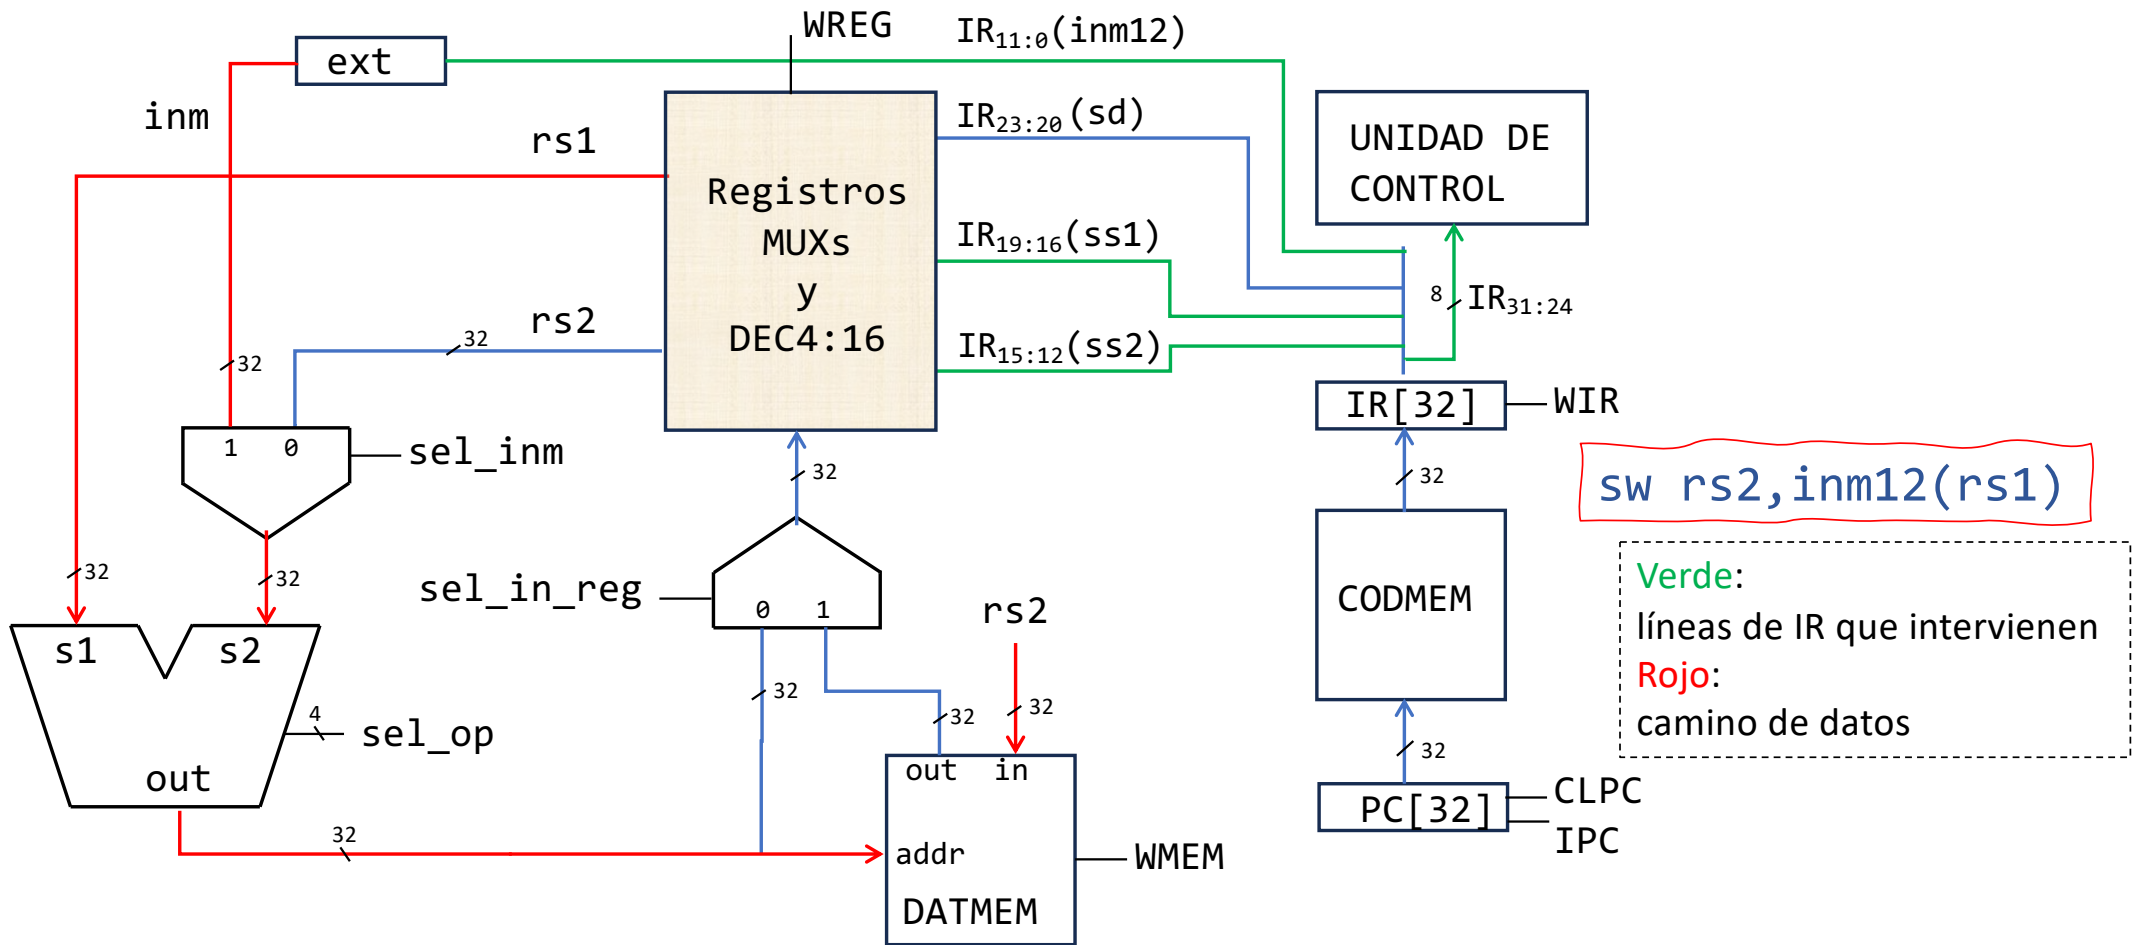 WREG
IR11:0(inm12)
ext
inm
rs1
IR23:20(sd)
UNIDAD DE
CONTROL
Registros
MUXs
y
DEC4:16
IR19:16(ss1)
8
IR31:24
rs2
32
IR15:12(ss2)
32
1 0
sel_inm
IR[32]
WIR
32
32
sw rs2,inm12(rs1)
32
32
sel_in_reg
0 1
rs2
CODMEM
Verde:
líneas de IR que intervienen
Rojo:
camino de datos
s1 s2
4
sel_op
32
32
32
32
out
out in
PC[32]
CLPC
IPC
32
addr
WMEM
DATMEM